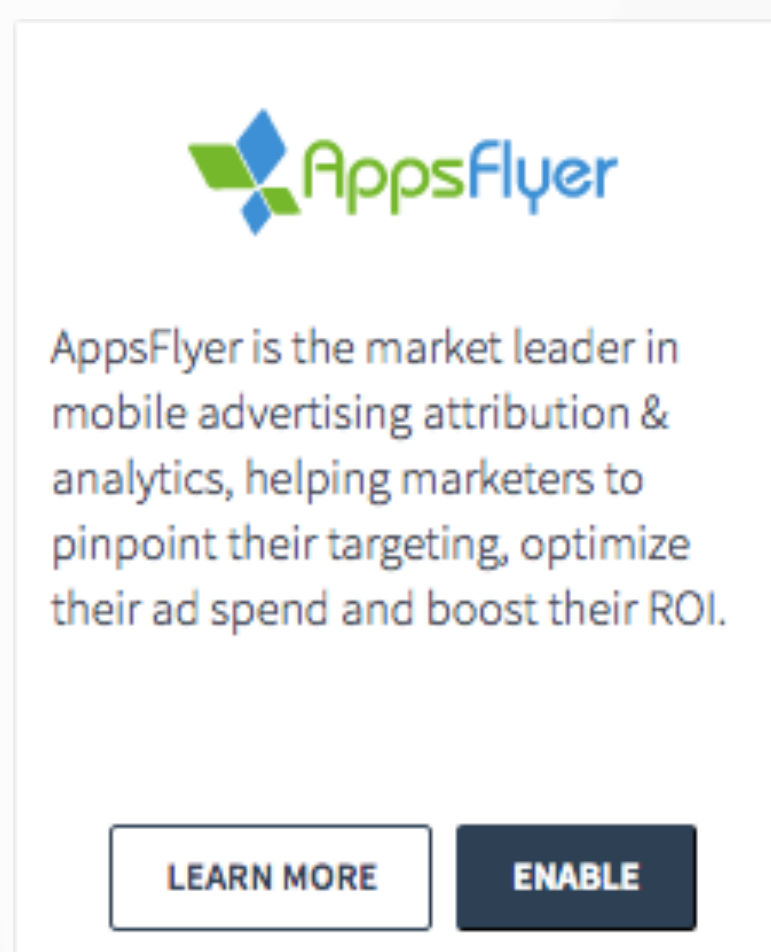 AppsFlyer
AppsFlyer is the market leader in
mobile advertising attribution &
analytics, helping marketers to
pinpoint their targeting, optimize
their ad spend and boost their ROI.
LEARN MORE
ENABLE